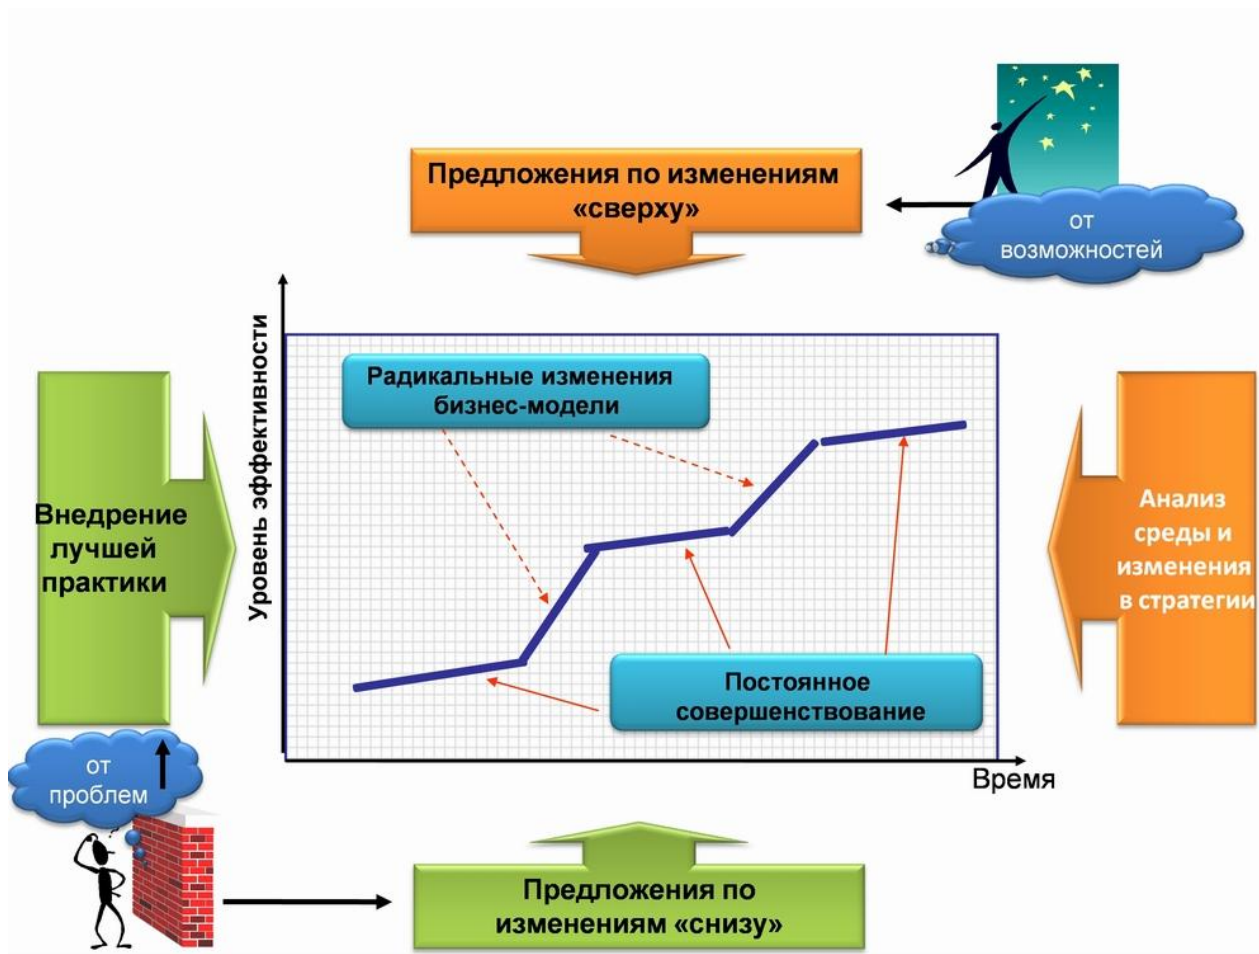 Предложения по изменениям
«сверху»
от
возможностей
Уровень эффективности
Радикальные изменения
бизнес-модели
Внедрение
лучшей
практики
Анализ
среды и
изменения
в стратегии
Постоянное
совершенствование
Время
от
проблем
?
Предложения по
изменениям «снизу»